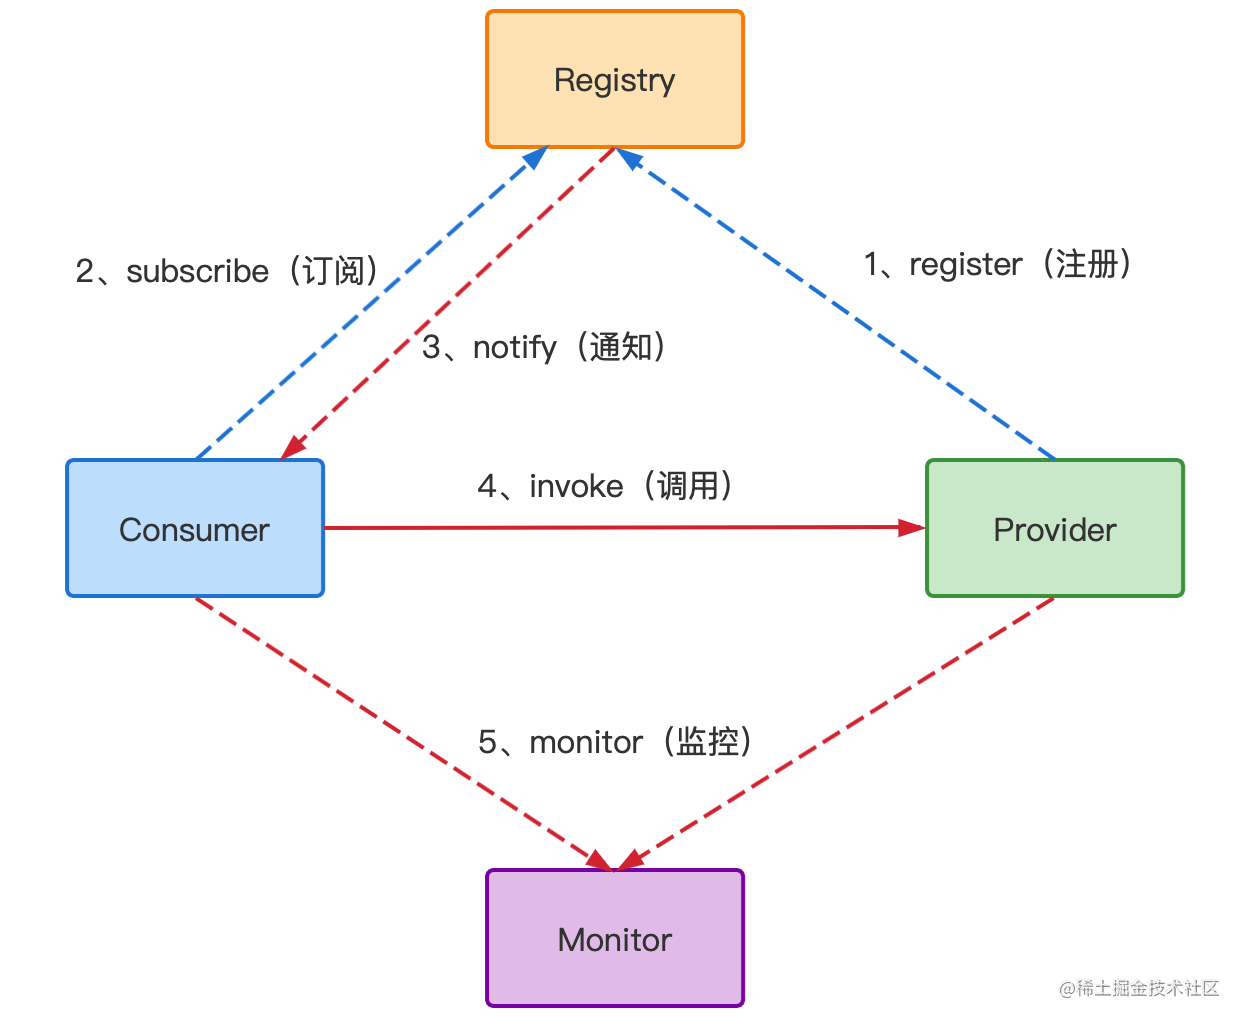 Registry
1、register（注册）
2、subscribe（订阅）
3、notify（通知）
4、invoke（调用）
Consumer
Provider
5、monitor（监控）
Monitor
@稀土掘金技术社区